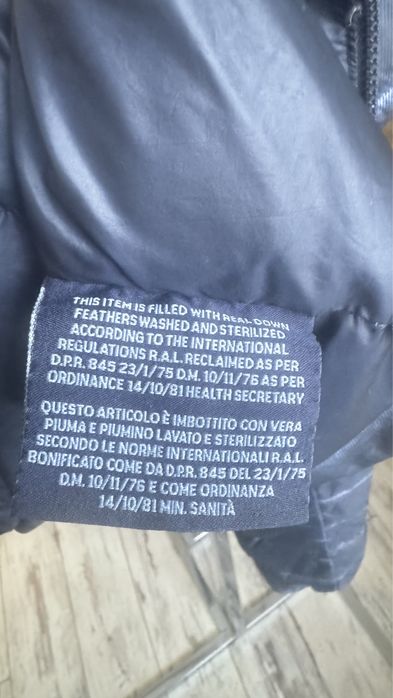 THIS ITEM IS FILLED WITH REAL DOWN
FEATHERS WASHED AND STERILIZED
ACCORDING TO THE INTERNATIONAL
REGULATIONS R.A.L. RECLAIMED AS PER
D.P.R. 845 23/1/75 D.M. 10/11/76 AS PER
ORDINANCE 14/10/81 HEALTH SECRETARY
QUESTO ARTICOLO È IMBOTTITO CON VERA
PIUMA E PIUMINO LAVATO E STERILIZZATO
SECONDO LE NORME INTERNATIONALI R.A.L.
BONIFICATO COME DA D.P.R. 845 DEL 23/1/75
D.M. 10/11/76 E COME ORDINANZA
14/10/81 MIN. SANITÀ